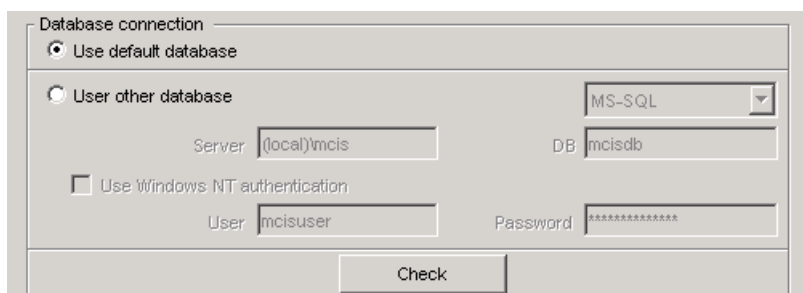 Database connection
Use default database
User other database
MS-SQL
Server (local)\mcis DB mcisdb
Use Windows NT authentication
User mcisuser Password **************
Check